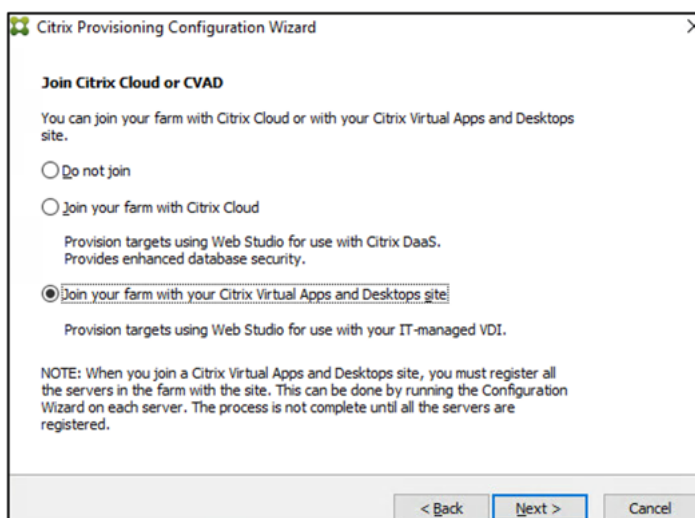 Citrix Provisioning Configuration Wizard
Join Citrix Cloud or CVAD
You can join your farm with Citrix Cloud or with your Citrix Virtual Apps and Desktops
site.
Do not join
Join your farm with Citrix Cloud
Provision targets using Web Studio for use with Citrix DaaS.
Provides enhanced database security.
Join your farm with your Citrix Virtual Apps and Desktops site
Provision targets using Web Studio for use with your IT-managed VDI.
NOTE: When you join a Citrix Virtual Apps and Desktops site, you must register all
the servers in the farm with the site. This can be done by running the Configuration
Wizard on each server. The process is not complete until all the servers are
registered.
< Back Next > Cancel